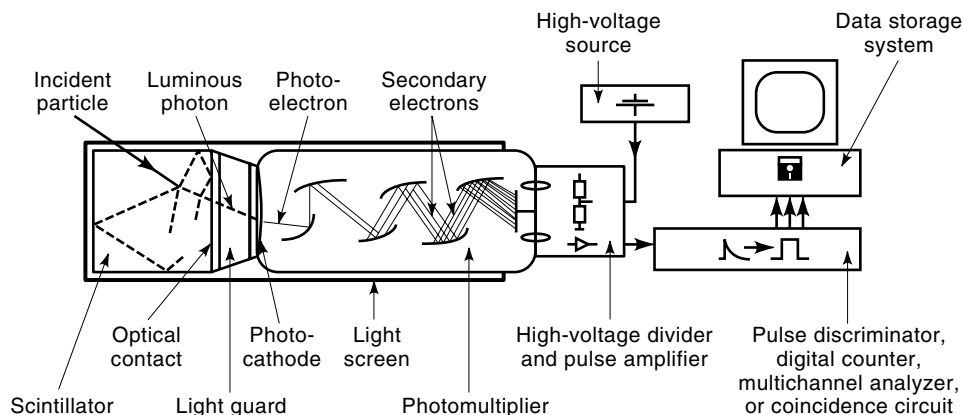 High-voltage
source
Data storage
system
Incident
particle
Luminous
photon
Photo-
electron
Secondary
electrons
Optical
contact
Photo-
cathode
Light
screen
High-voltage divider
and pulse amplifier
Pulse discriminator,
digital counter,
multichannel analyzer,
or coincidence circuit
Scintillator
Light guard
Photomultiplier